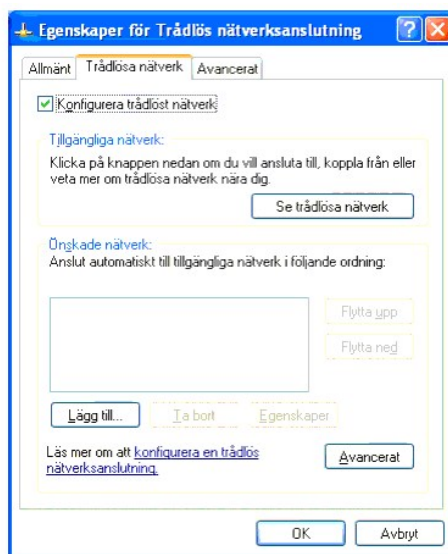 Egenskaper för Trådlös nätverksanslutning
Allmänt Trådlösa nätverk Avancerat
Konfigurera trådlöst nätverk
Tillgängliga nätverk:
Klicka på knappen nedan om du vill ansluta till, koppla från eller
veta mer om trådlösa nätverk nära dig.
Se trådlösa nätverk
Önskade nätverk:
Anslut automatiskt till tillgängliga nätverk i följande ordning:
Flytta upp
Flytta ned
Lägg till... Ta bort Egenskaper
Läs mer om att konfigurera en trådlös
nätverksanslutning.
Avancerat
OK Avbryt